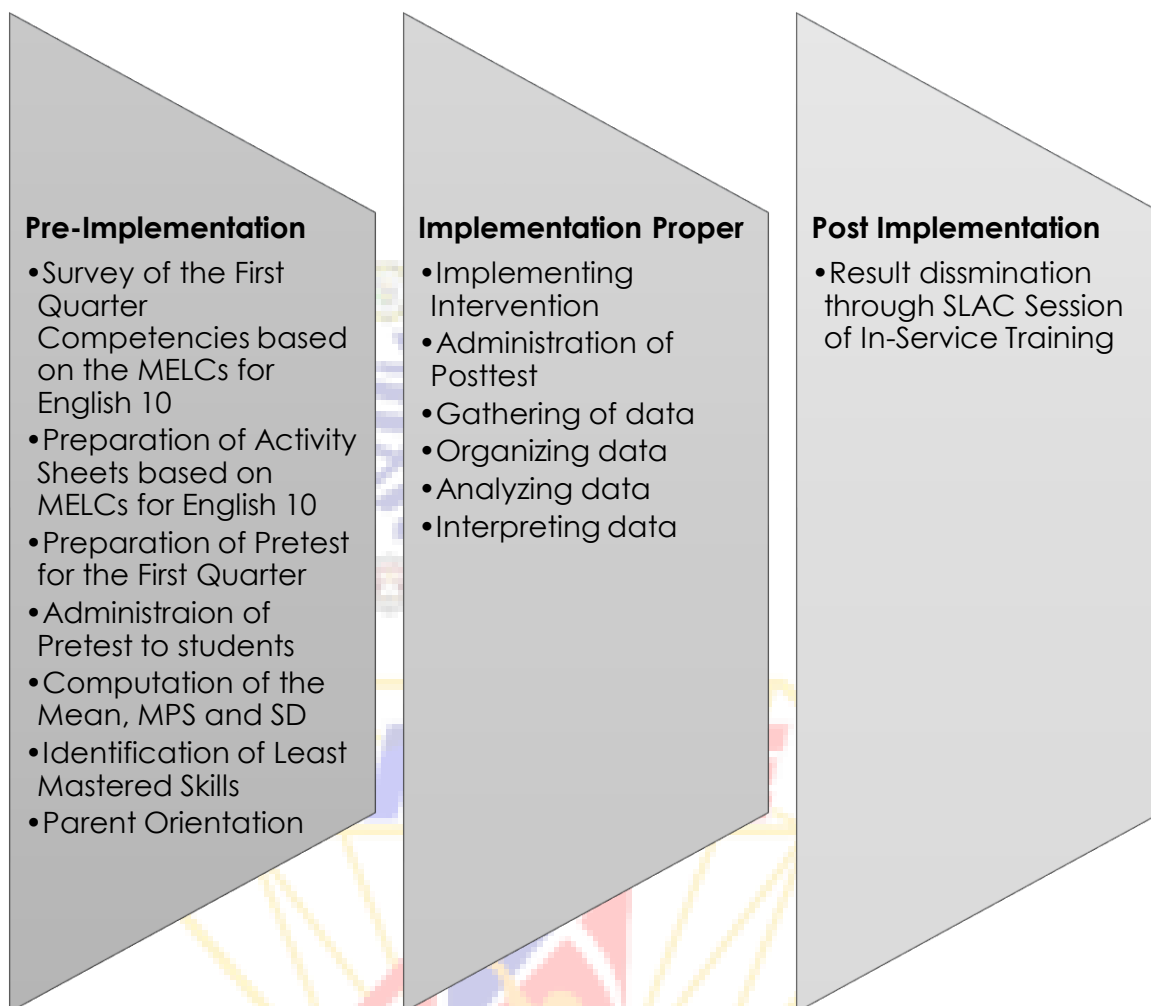 Pre-Implementation
•Survey of the First
Quarter
Competencies based
on the MELCs for
English 10
•Preparation of Activity
Sheets based on
MELCs for English 10
•Preparation of Pretest
for the First Quarter
•Administraion of
Pretest to students
•Computation of the
Mean, MPS and SD
•Identification of Least
Mastered Skills
•Parent Orientation
Implementation Proper
•Implementing
Intervention
•Administration of
Posttest
•Gathering of data
•Organizing data
•Analyzing data
•Interpreting data
Post Implementation
•Result dissmination
through SLAC Session
of In-Service Training